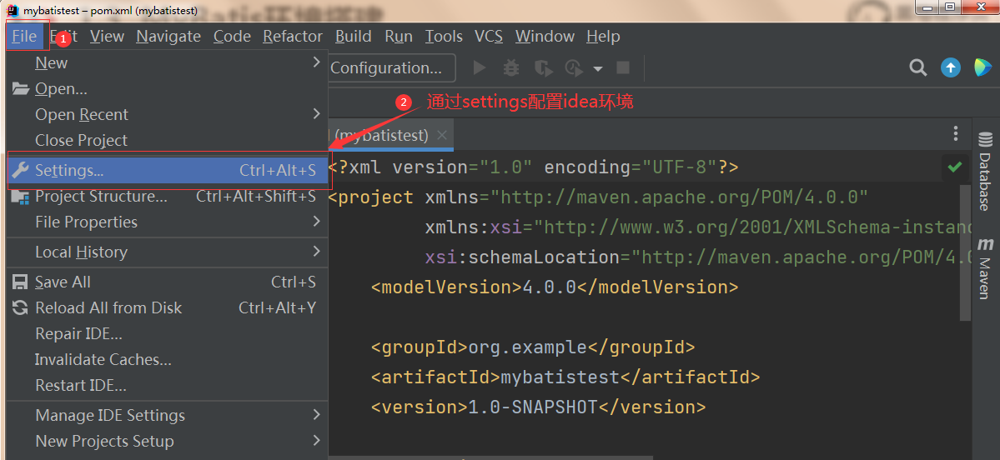 mybatistest – pom.xml (mybatistest)
File Edit View Navigate Code Refactor Build Run Tools VCS Window Help
1
New
Configuration...
Open...
Open Recent
2 通过settings配置idea环境
Close Project
(mybatistest)
Settings... Ctrl+Alt+S
<?xml version="1.0" encoding="UTF-8"?>
Project Structure... Ctrl+Alt+Shift+S
<project xmlns="http://maven.apache.org/POM/4.0.0"
File Properties
xmlns:xsi="http://www.w3.org/2001/XMLSchema-instanc
Local History
xsi:schemaLocation="http://maven.apache.org/POM/4.0
Save All Ctrl+S
<modelVersion>4.0.0</modelVersion>
Reload All from Disk Ctrl+Alt+Y
Repair IDE...
<groupId>org.example</groupId>
Invalidate Caches...
<artifactId>mybatistest</artifactId>
Restart IDE...
<version>1.0-SNAPSHOT</version>
Manage IDE Settings
New Projects Setup
Database
m Maven